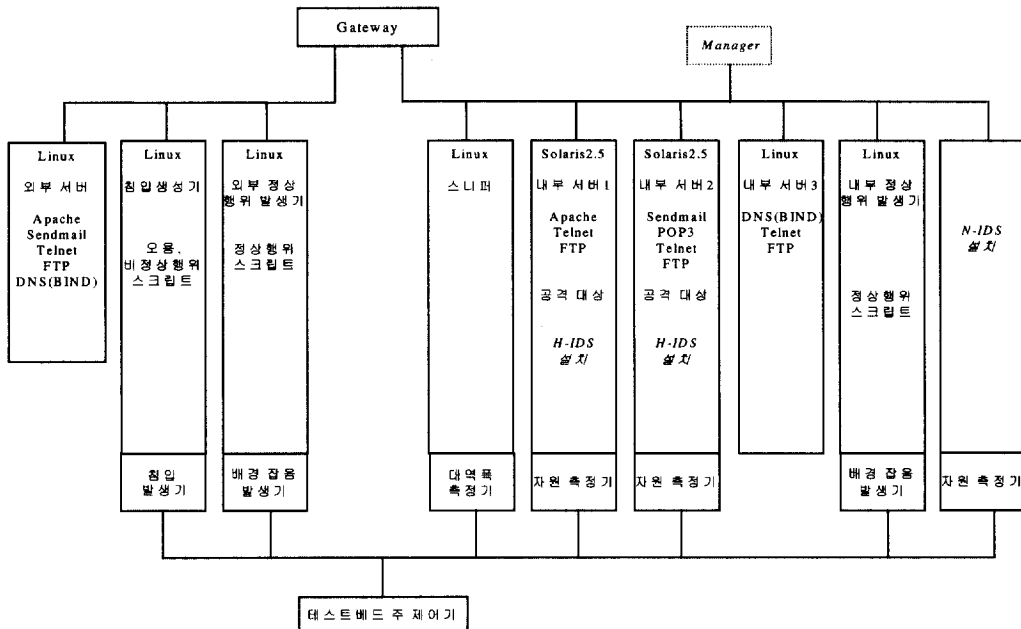 Gateway
Manager
Linux
외부 서버
Apache
Sendmail
Telnet
FTP
DNS(BIND)
Linux
침입생성기
오용,
비정상행위
스크립트
침입
발생기
Linux
외부 정상
행위 발생기
정상행위
스크립트
배경 잡음
발생기
Linux
스니퍼
대역폭
측정기
Solaris2.5
내부 서버1
Apache
Telnet
FTP
공격 대상
H-IDS
설치
자원 측정기
Solaris2.5
내부 서버2
Sendmail
POP3
Telnet
FTP
공격 대상
H-IDS
설치
자원 측정기
Linux
내부 서버3
DNS(BIND)
Telnet
FTP
Linux
내부 정상
행위 발생기
정상행위
스크립트
배경 잡음
발생기
N-IDS
설치
자원 측정기
테스트베드 주 제어기